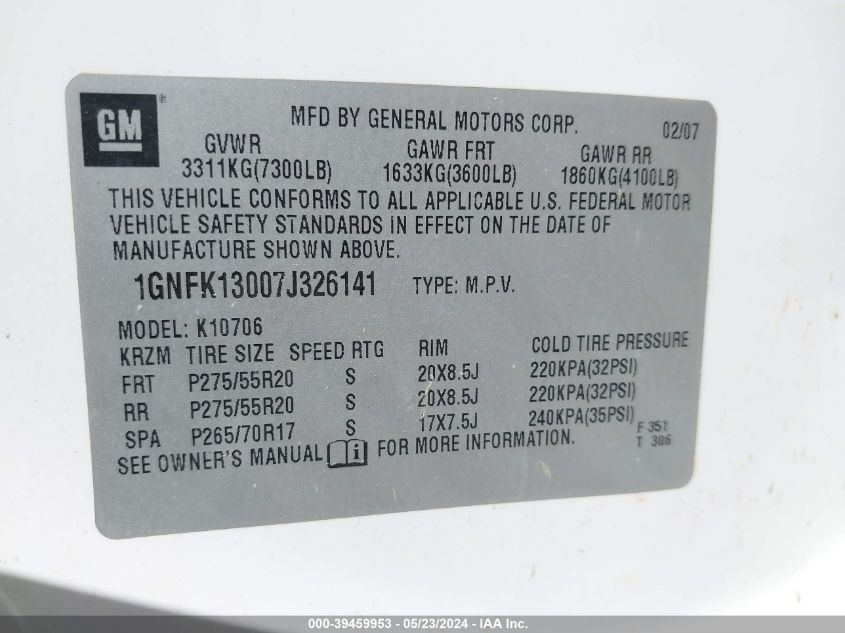 GM ®
MFD BY GENERAL MOTORS CORP. 02/07
GVWR GAWR FRT GAWR RR
3311KG(7300LB) 1633KG(3600LB) 1860KG(4100LB)
THIS VEHICLE CONFORMS TO ALL APPLICABLE U.S. FEDERAL MOTOR
VEHICLE SAFETY STANDARDS IN EFFECT ON THE DATE OF
MANUFACTURE SHOWN ABOVE.
1GNFK13007J326141 TYPE: M.P.V.
MODEL: K10706
KRZM TIRE SIZE SPEED RTG RIM COLD TIRE PRESSURE
FRT P275/55R20 S 20X8.5J 220KPA(32PSI)
RR P275/55R20 S 20X8.5J 220KPA(32PSI)
SPA P265/70R17 S 17X7.5J 240KPA(35PSI) F 351
T 306
SEE OWNER'S MANUAL i FOR MORE INFORMATION.
000-39459953 - 05/23/2024 - IAA Inc.